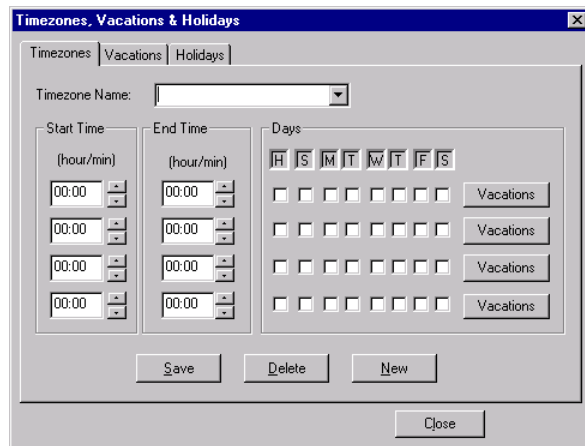 Timezones, Vacations & Holidays
Timezones Vacations Holidays
Timezone Name:
Start Time End Time Days
(hour/min) (hour/min) H S M T W T F S
00:00 00:00 Vacations
00:00 00:00 Vacations
00:00 00:00 Vacations
00:00 00:00 Vacations
Save Delete New
Close